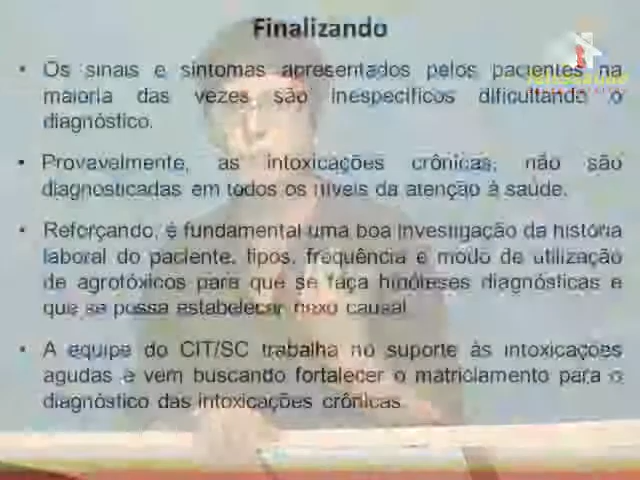 Finalizando
Telessaúde
• Os sinais e sintomas apresentados pelos pacientes na
maioria das vezes são inespecíficos dificultando o
diagnóstico.
• Provavelmente, as intoxicações crônicas, não são
diagnosticadas em todos os níveis da atenção à saúde.
• Reforçando, é fundamental uma boa investigação da história
laboral do paciente, tipos, frequência e modo de utilização
de agrotóxicos para que se faça hipóteses diagnósticas e
que se possa estabelecer nexo causal.
• A equipe do CIT/SC trabalha no suporte às intoxicações
agudas e vem buscando fortalecer o matriciamento para o
diagnóstico das intoxicações crônicas.